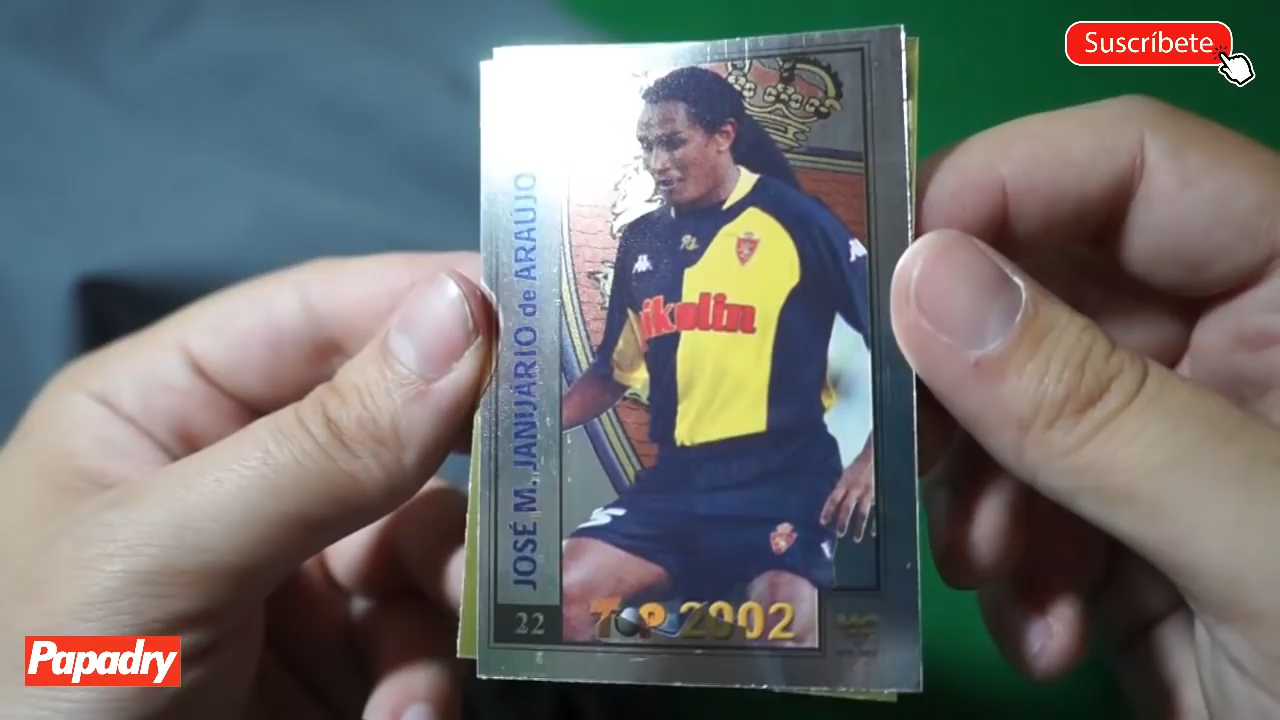 Suscríbete
JOSÉ M. JANUÁRIO de ARAÚJO
ikolin
22
TOP 2002
Papadry